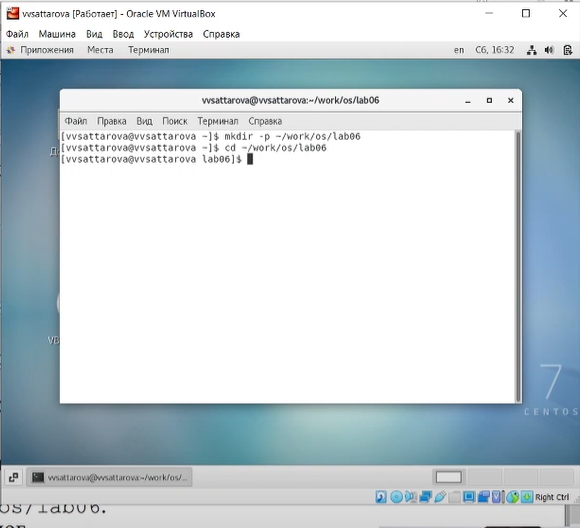 vvsattarova [Работает] - Oracle VM VirtualBox
Файл Машина Вид Ввод Устройства Справка
Приложения Места Терминал en Сб, 16:32
vvsattarova@vvsattarova:~/work/os/lab06
Файл Правка Вид Поиск Терминал Справка
[vvsattarova@vvsattarova ~]$ mkdir -p ~/work/os/lab06
[vvsattarova@vvsattarova ~]$ cd ~/work/os/lab06
[vvsattarova@vvsattarova lab06]$
7
CENTOS
vvsattarova@vvsattarova:~/work/os/...
Right Ctrl
os/lab06.